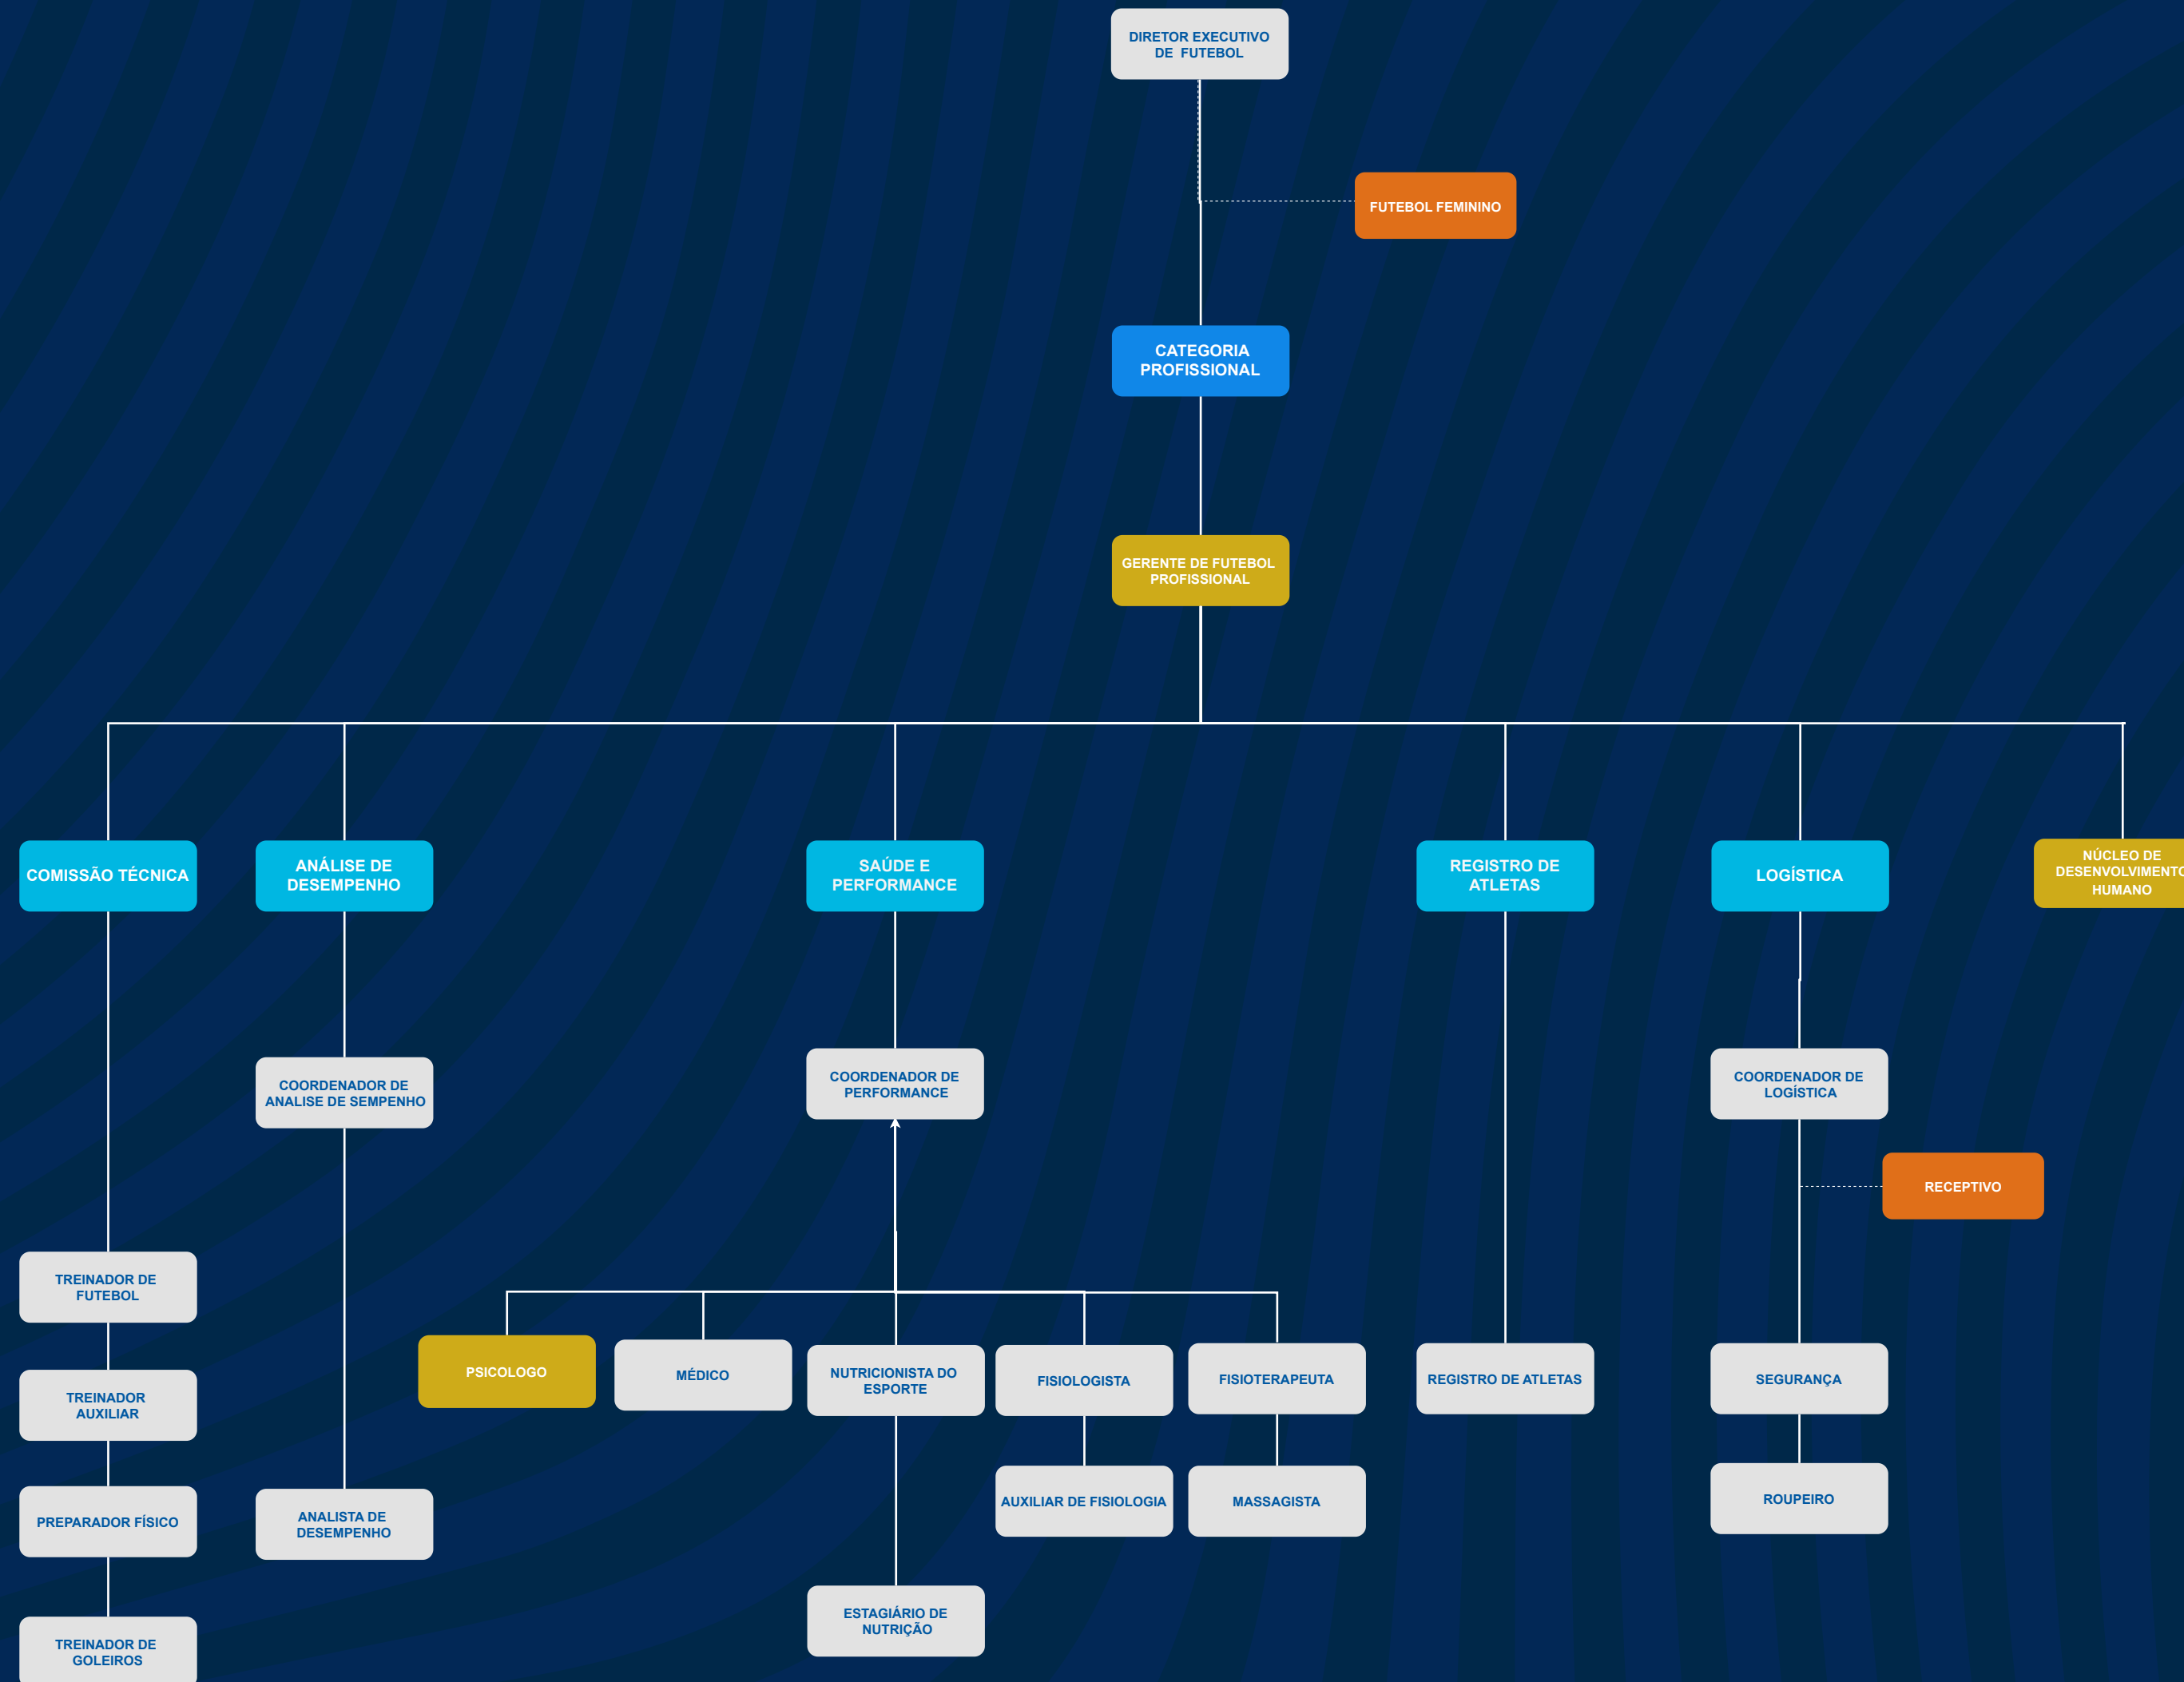 DIRETOR EXECUTIVO
DE FUTEBOL
FUTEBOL FEMININO
CATEGORIA
PROFISSIONAL
GERENTE DE FUTEBOL
PROFISSIONAL
COMISSÃO TÉCNICA
ANÁLISE DE
DESEMPENHO
SAÚDE E
PERFORMANCE
REGISTRO DE
ATLETAS
LOGÍSTICA
NÚCLEO DE
DESENVOLVIMENTO
HUMANO
COORDENADOR DE
ANALISE DE SEMPENHO
COORDENADOR DE
PERFORMANCE
COORDENADOR DE
LOGÍSTICA
RECEPTIVO
TREINADOR DE
FUTEBOL
TREINADOR
AUXILIAR
PREPARADOR FÍSICO
TREINADOR DE
GOLEIROS
ANALISTA DE
DESEMPENHO
PSICOLOGO
MÉDICO
NUTRICIONISTA DO
ESPORTE
FISIOLOGISTA
FISIOTERAPEUTA
REGISTRO DE ATLETAS
SEGURANÇA
AUXILIAR DE FISIOLOGIA
MASSAGISTA
ROUPEIRO
ESTAGIÁRIO DE
NUTRIÇÃO